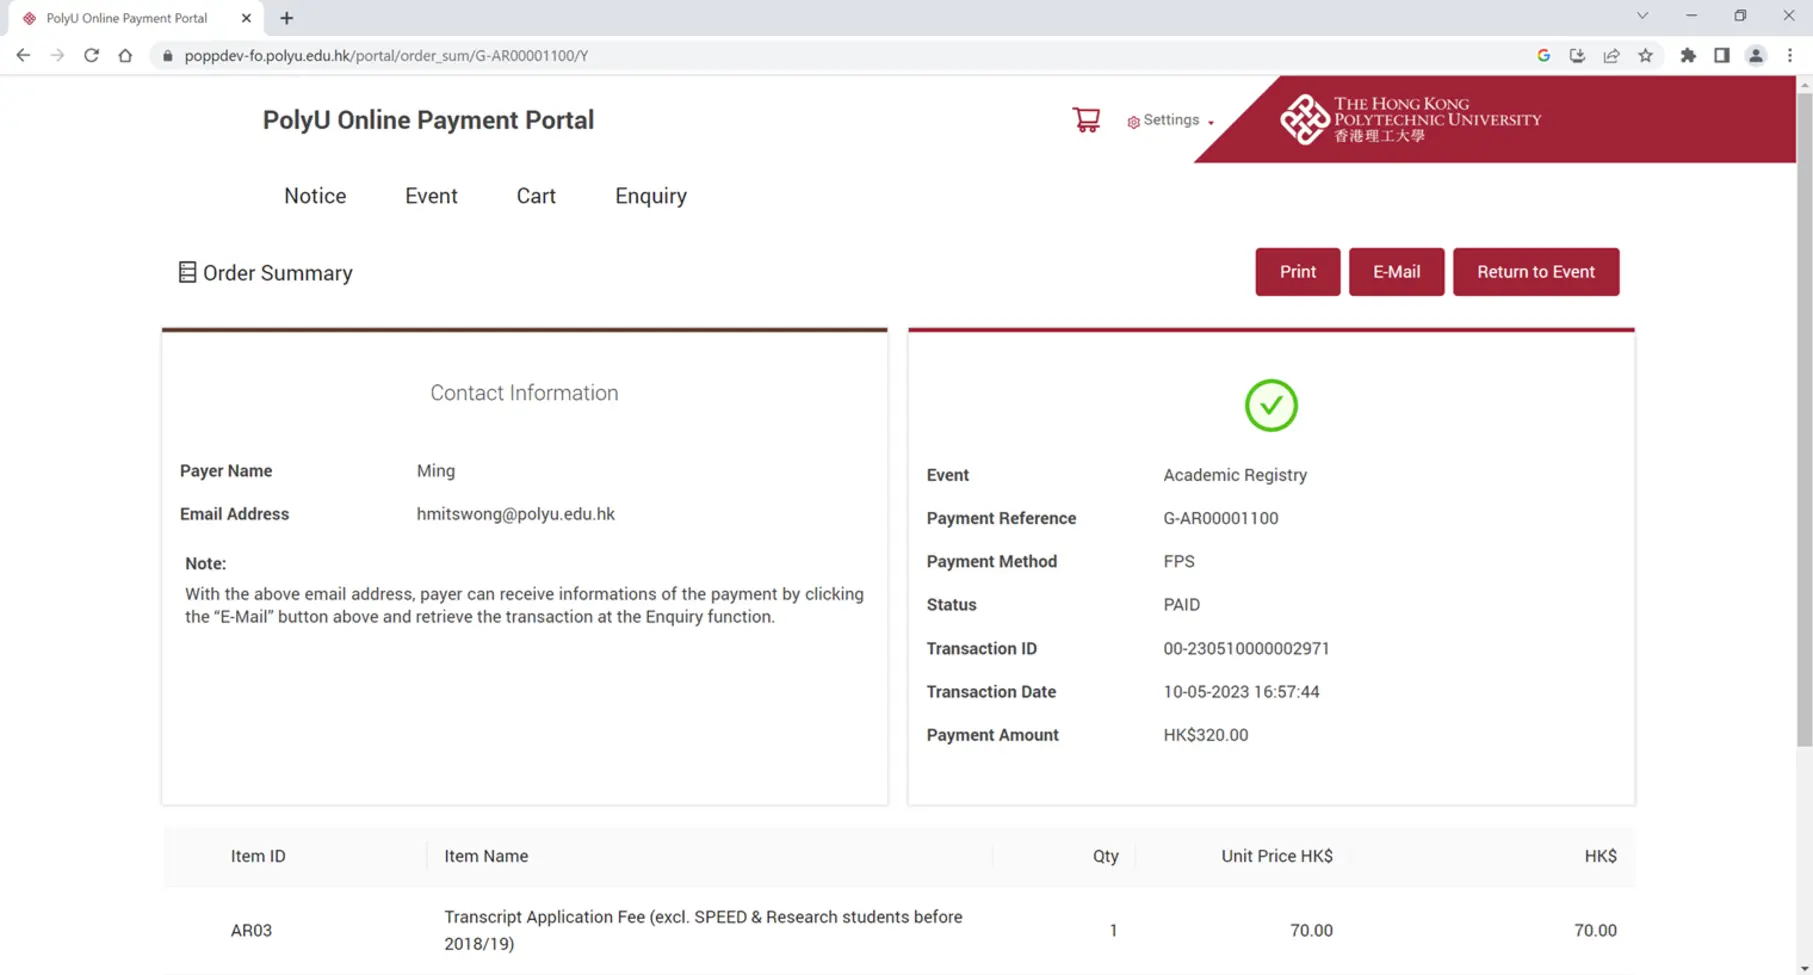 PolyU Online Payment Portal
poppdev-fo.polyu.edu.hk/portal/order_sum/G-AR00001100/Y
PolyU Online Payment Portal
Settings
THE HONG KONG
POLYTECHNIC UNIVERSITY
香港理工大學
Notice Event Cart Enquiry
Order Summary
Print E-Mail Return to Event
Contact Information
Payer Name Ming
Email Address hmitswong@polyu.edu.hk
Note:
With the above email address, payer can receive informations of the payment by clicking
the “E-Mail” button above and retrieve the transaction at the Enquiry function.
Event Academic Registry
Payment Reference G-AR00001100
Payment Method FPS
Status PAID
Transaction ID 00-230510000002971
Transaction Date 10-05-2023 16:57:44
Payment Amount HK$320.00
Item ID Item Name Qty Unit Price HK$ HK$
AR03 Transcript Application Fee (excl. SPEED & Research students before
2018/19) 1 70.00 70.00